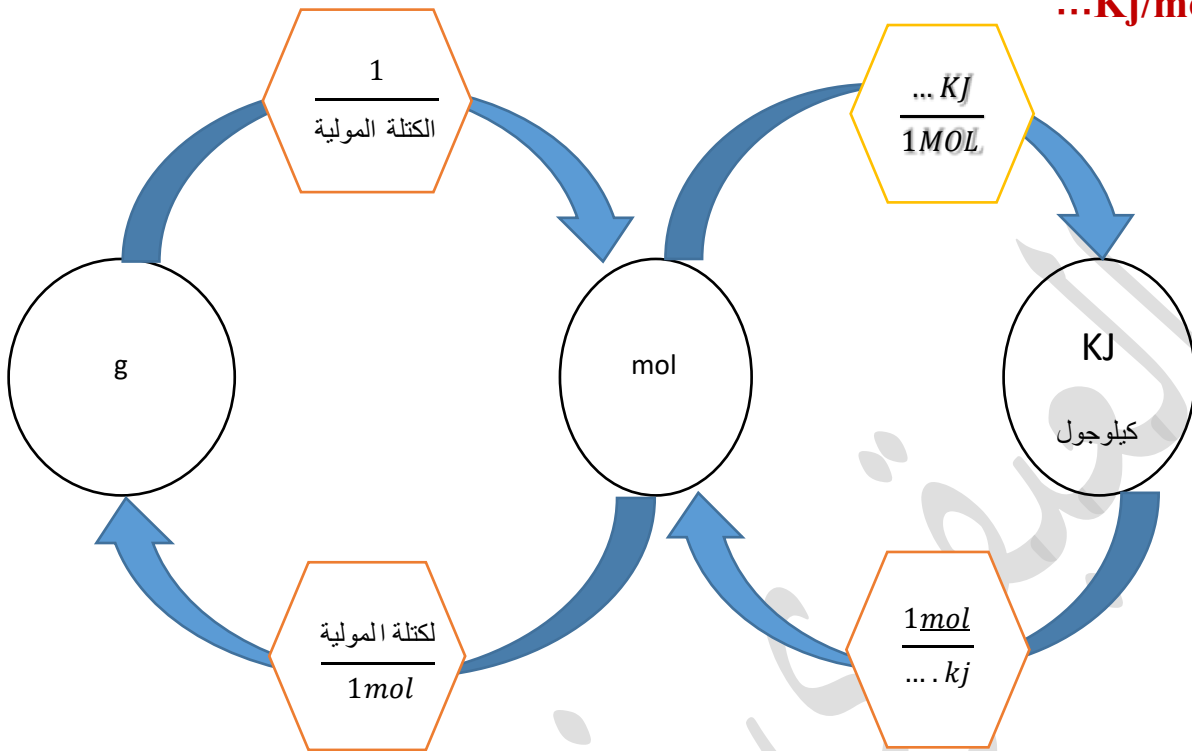 ...Kj/m
1
الكتلة المولية
... KJ
1MOL
g
mol
KJ
كيلوجول
لكتلة المولية
1mol
1mol
... . kj